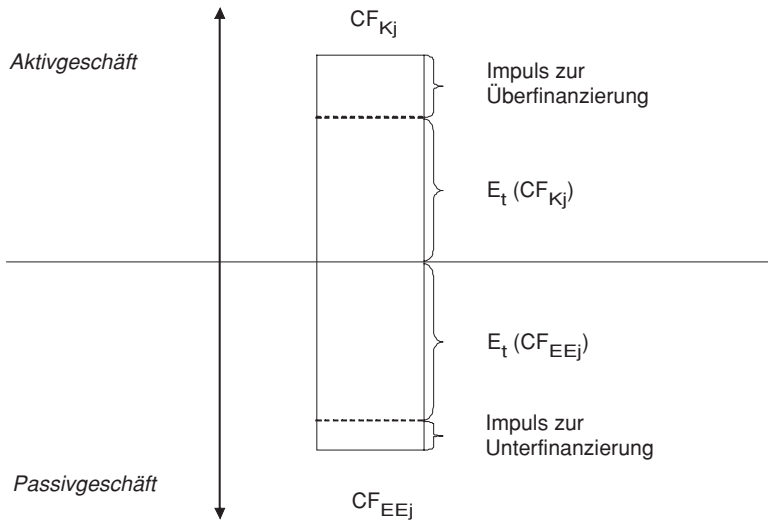 CF_Kj
Aktivgeschäft
Impuls zur
Überfinanzierung
E_t (CF_Kj)
E_t (CF_EEj)
Impuls zur
Unterfinanzierung
Passivgeschäft
CF_EEj